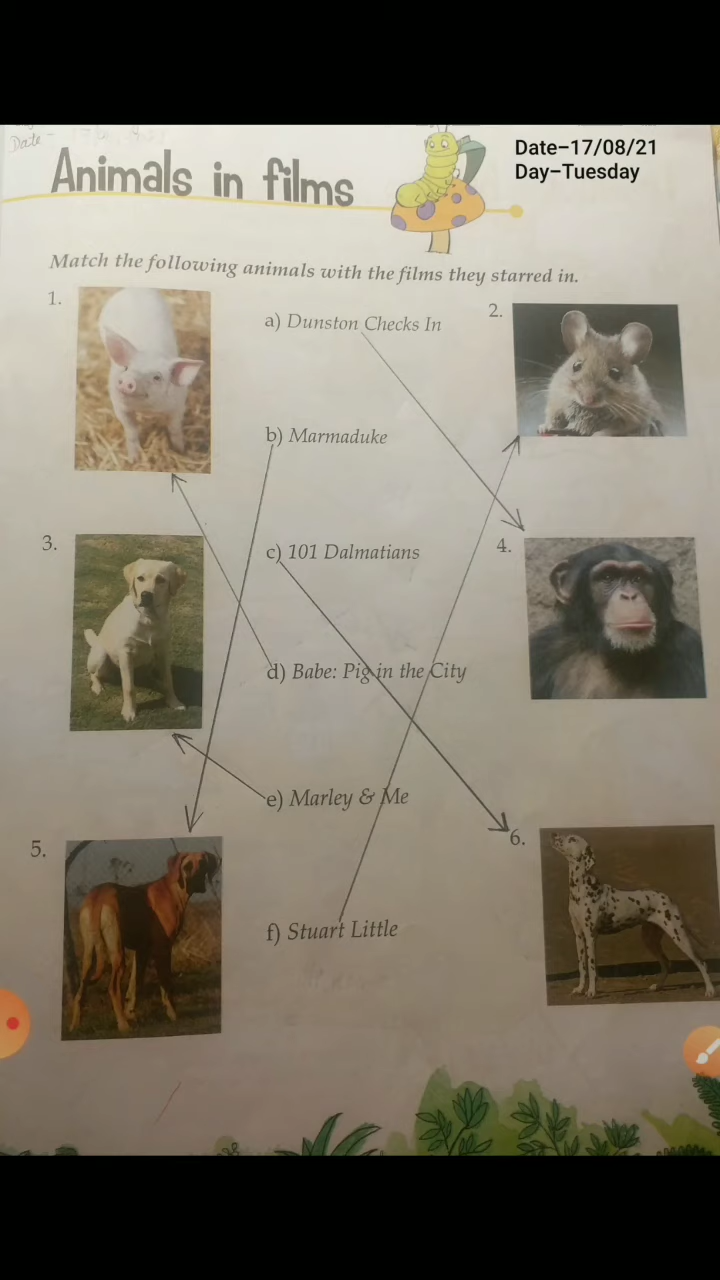 Date-
Date-17/08/21
Day-Tuesday
Animals in films
Match the following animals with the films they starred in.
1.
a) Dunston Checks In
2.
b) Marmaduke
3.
c) 101 Dalmatians
4.
d) Babe: Pig in the City
e) Marley & Me
5.
6.
f) Stuart Little